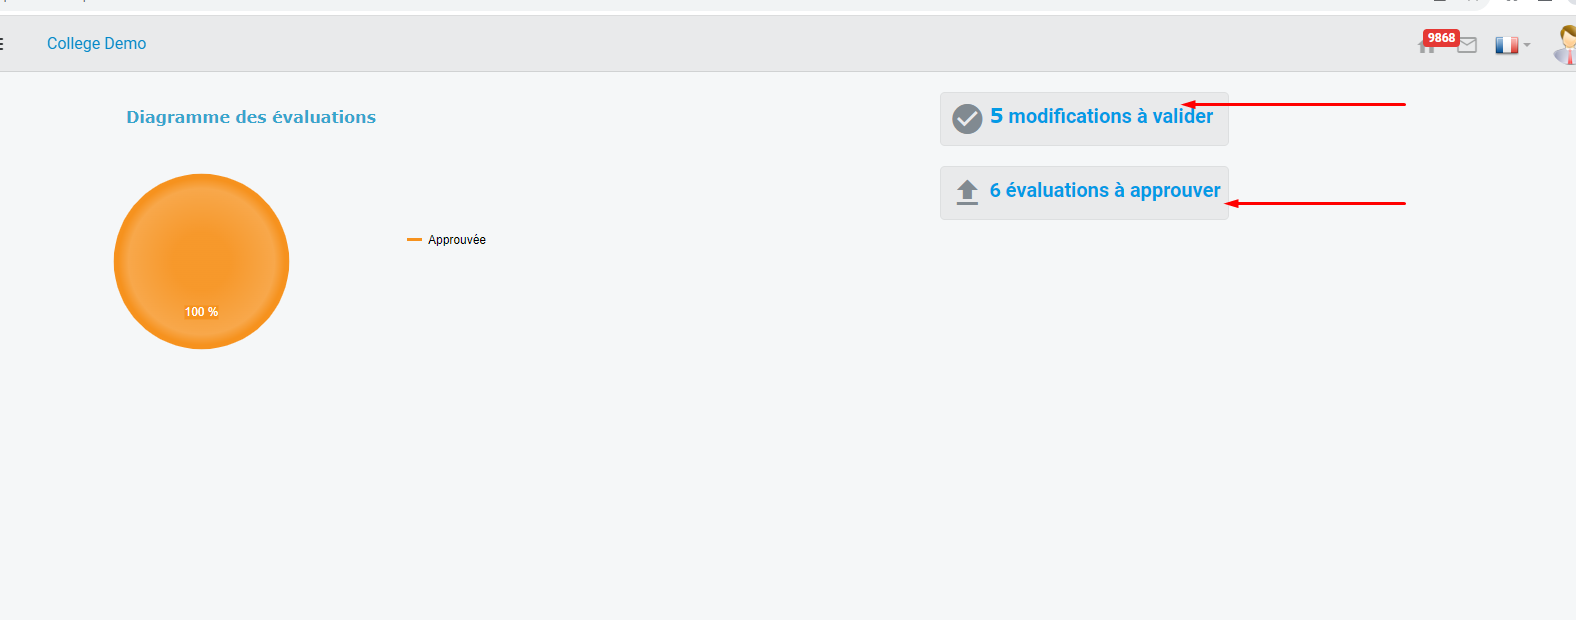 College Demo
9868
Diagramme des évaluations
5 modifications à valider
6 évaluations à approuver
Approuvée
100 %